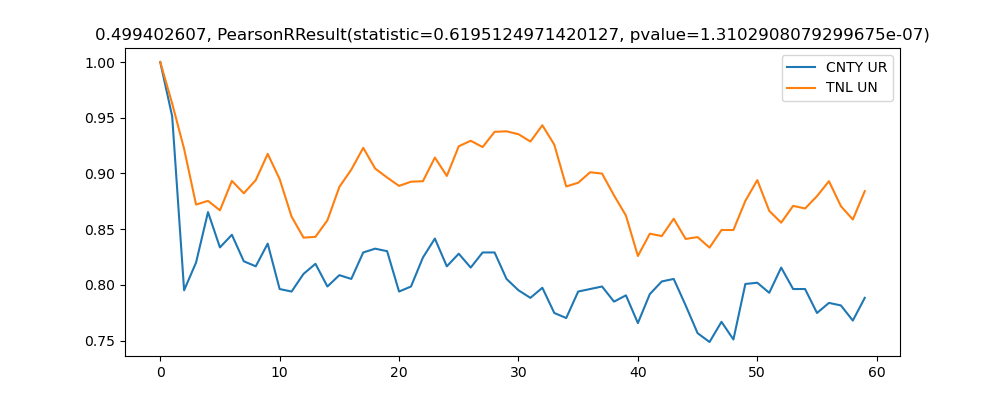 0.499402607, PearsonRResult(statistic=0.6195124971420127, pvalue=1.3102908079299675e-07)
CNTY UR
TNL UN
1.00
0.95
0.90
0.85
0.80
0.75
0 10 20 30 40 50 60